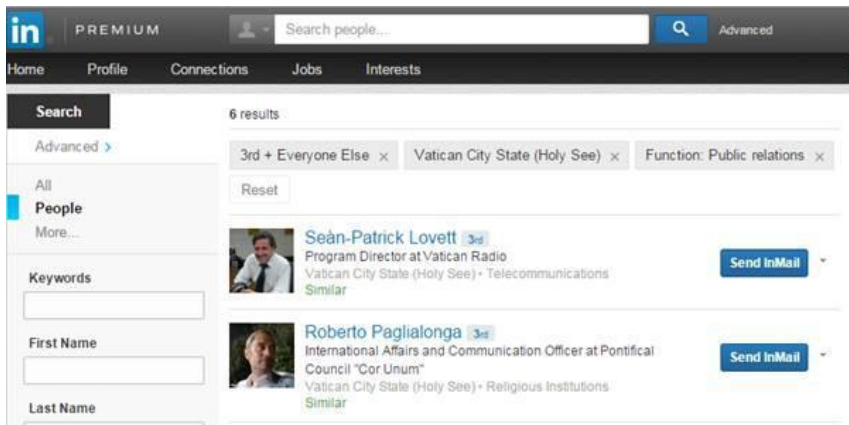 in PREMIUM Search people... Advanced
Home Profile Connections Jobs Interests
Search
Advanced >
All
People
More...
Keywords
First Name
Last Name
6 results
3rd + Everyone Else × Vatican City State (Holy See) × Function: Public relations ×
Reset
Seàn-Patrick Lovett 3rd
Program Director at Vatican Radio
Vatican City State (Holy See) • Telecommunications
Similar
Send InMail
Roberto Paglialonga 3rd
International Affairs and Communication Officer at Pontifical
Council "Cor Unum"
Vatican City State (Holy See) • Religious Institutions
Similar
Send InMail